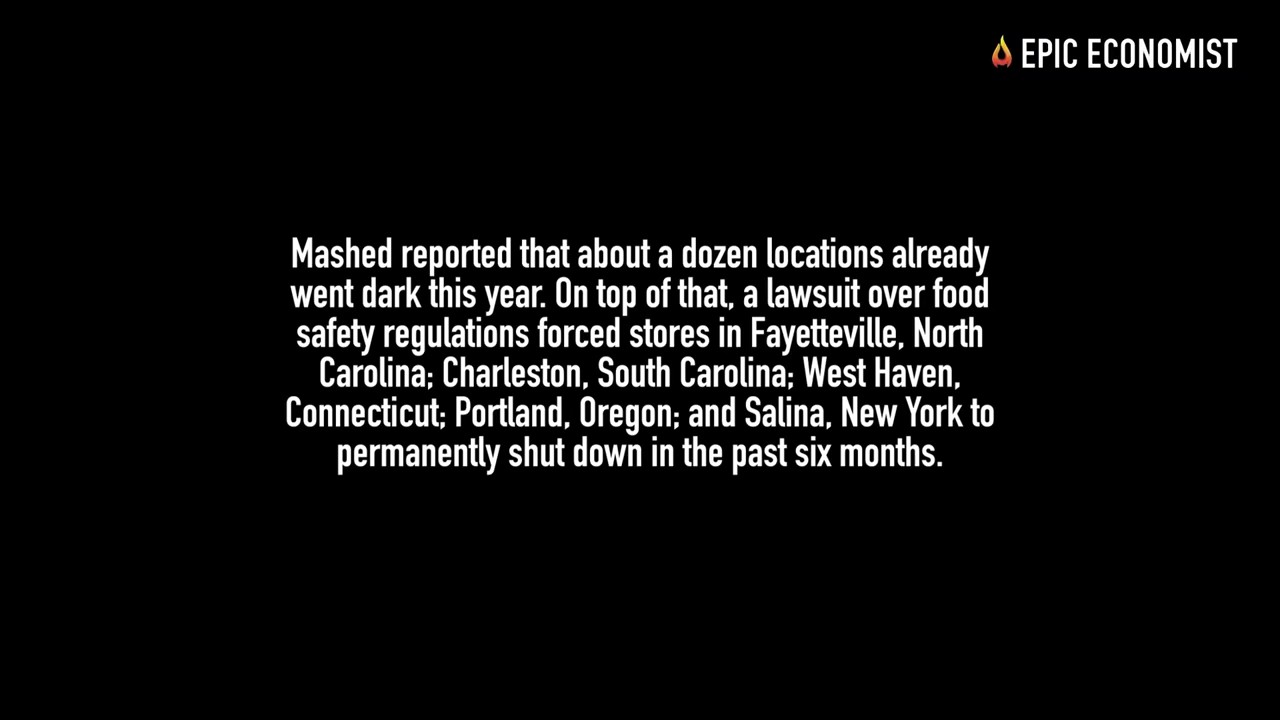 EPIC ECONOMIST
Mashed reported that about a dozen locations already
went dark this year. On top of that, a lawsuit over food
safety regulations forced stores in Fayetteville, North
Carolina; Charleston, South Carolina; West Haven,
Connecticut; Portland, Oregon; and Salina, New York to
permanently shut down in the past six months.